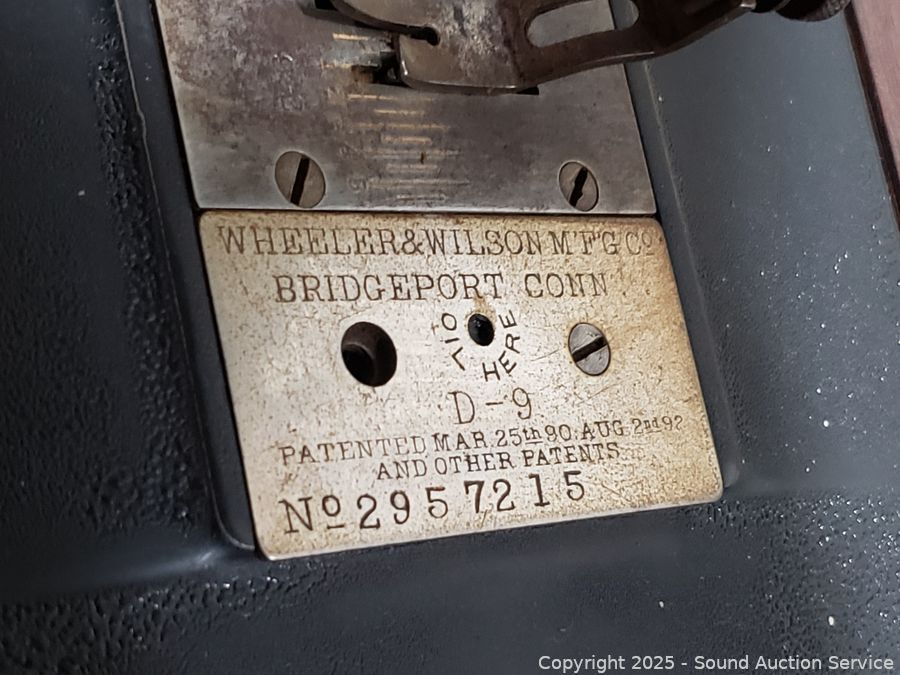 WHEELER&WILSON M'F'G Cº
BRIDGEPORT CONN
OIL
HERE
D-9
PATENTED MAR. 25th 90. AUG 2nd 92
AND OTHER PATENTS
Nº 2957215
Copyright © 2025 - Sound Auction Service